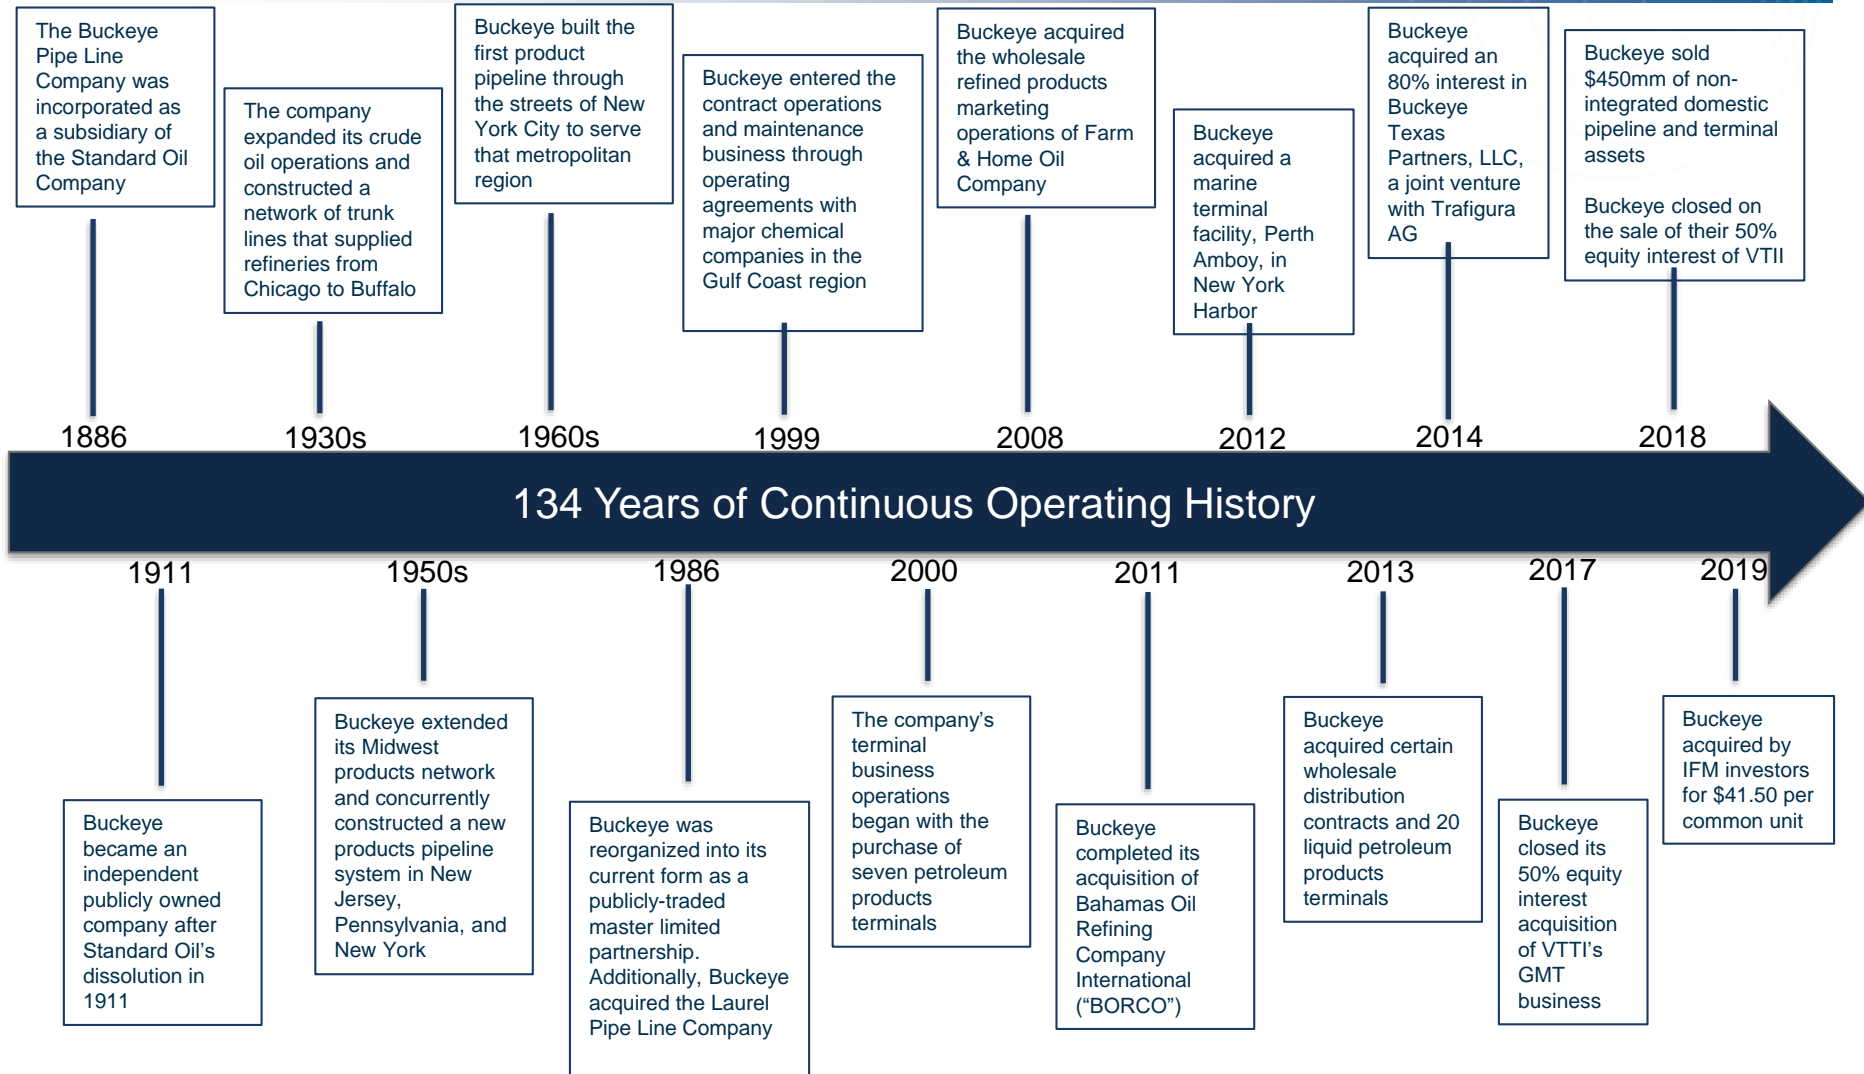 The Buckeye
Pipe Line
Company was
incorporated as
a subsidiary of
the Standard Oil
Company
The company
expanded its crude
oil operations and
constructed a
network of trunk
lines that supplied
refineries from
Chicago to Buffalo
Buckeye built the
first product
pipeline through
the streets of New
York City to serve
that metropolitan
region
Buckeye entered the
contract operations
and maintenance
business through
operating
agreements with
major chemical
companies in the
Gulf Coast region
Buckeye acquired
the wholesale
refined products
marketing
operations of Farm
& Home Oil
Company
Buckeye
acquired a
marine
terminal
facility, Perth
Amboy, in
New York
Harbor
Buckeye
acquired an
80% interest in
Buckeye
Texas
Partners, LLC,
a joint venture
with Trafigura
AG
Buckeye sold
$450mm of non-
integrated domestic
pipeline and terminal
assets
Buckeye closed on
the sale of their 50%
equity interest of VTII
1886
1930s
1960s
1999
2008
2012
2014
2018
134 Years of Continuous Operating History
1911
1950s
1986
2000
2011
2013
2017
2019
Buckeye
became an
independent
publicly owned
company after
Standard Oil’s
dissolution in
1911
Buckeye extended
its Midwest
products network
and concurrently
constructed a new
products pipeline
system in New
Jersey,
Pennsylvania, and
New York
Buckeye was
reorganized into its
current form as a
publicly-traded
master limited
partnership.
Additionally, Buckeye
acquired the Laurel
Pipe Line Company
The company’s
terminal
business
operations
began with the
purchase of
seven petroleum
products
terminals
Buckeye
completed its
acquisition of
Bahamas Oil
Refining
Company
International
(“BORCO”)
Buckeye
acquired certain
wholesale
distribution
contracts and 20
liquid petroleum
products
terminals
Buckeye
closed its
50% equity
interest
acquisition
of VTTI’s
GMT
business
Buckeye
acquired by
IFM investors
for $41.50 per
common unit